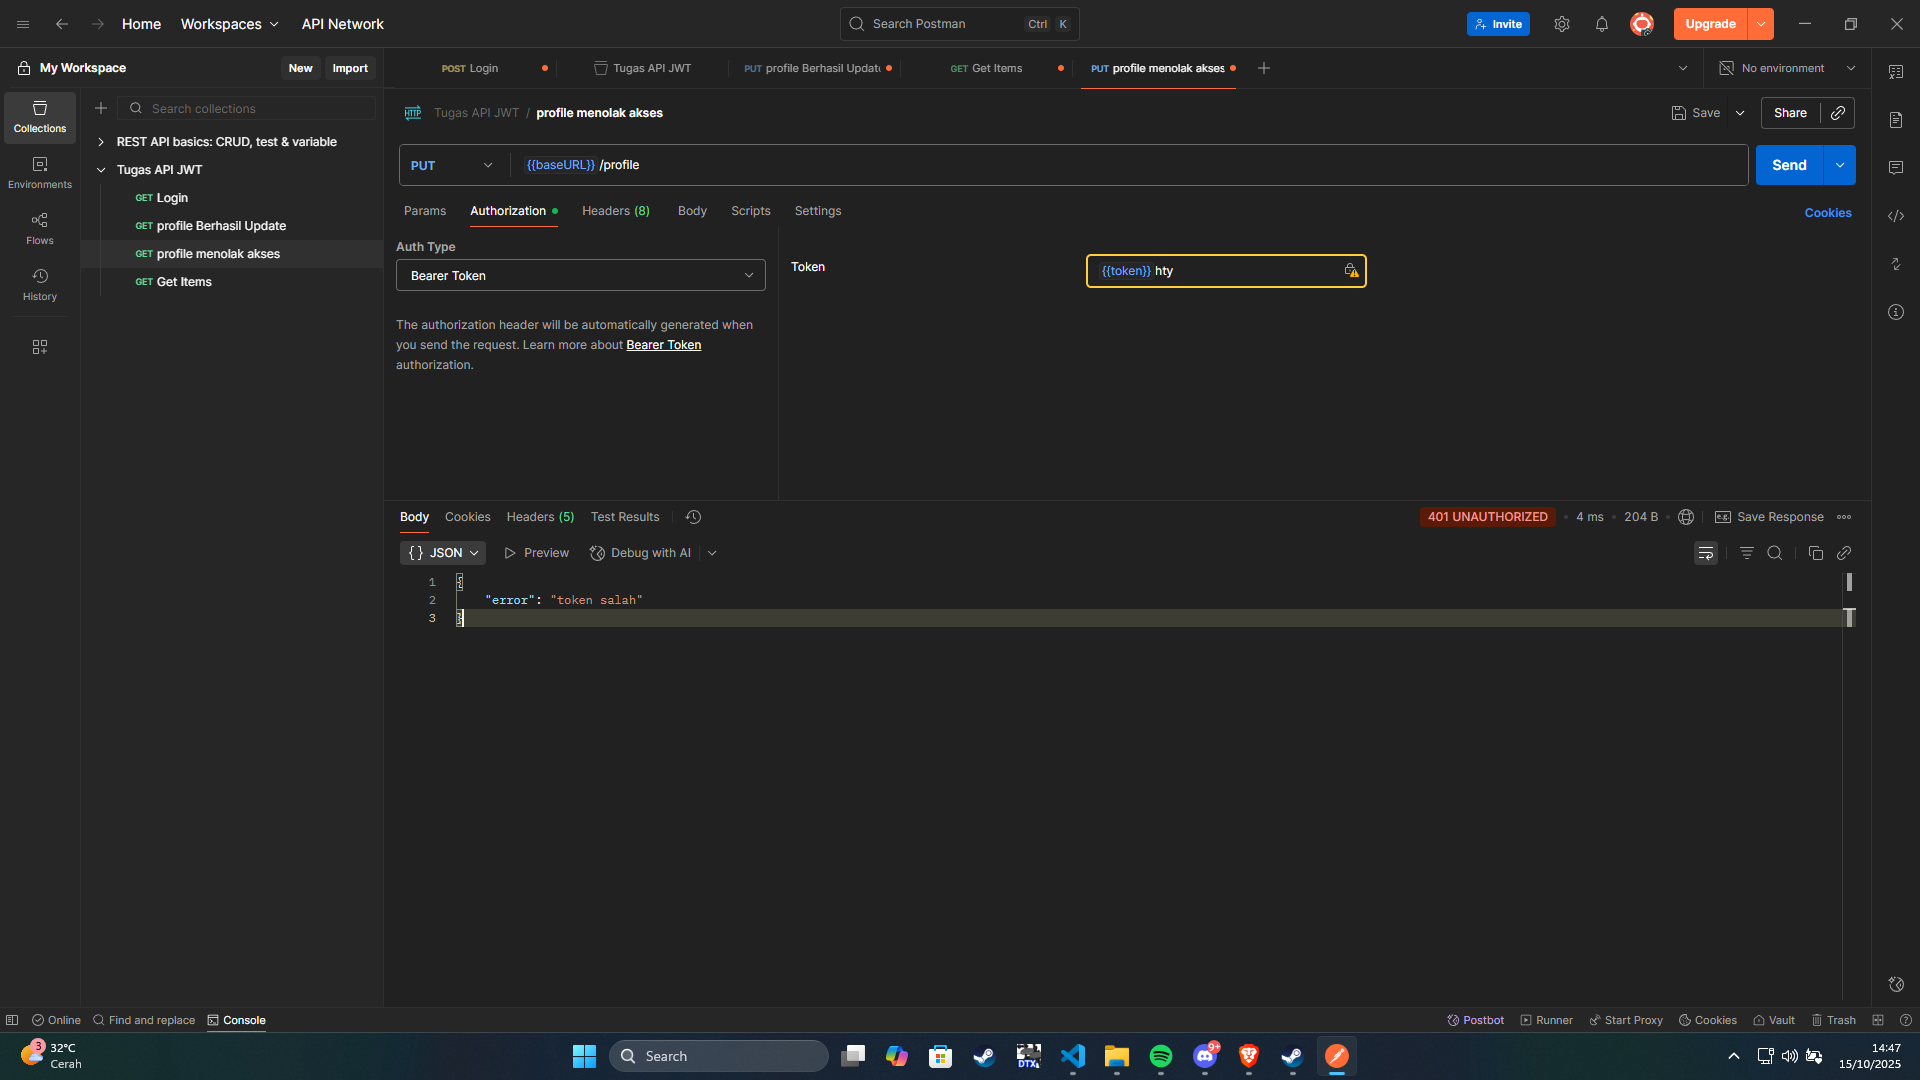 Home
Workspaces
API Network
Search Postman
Ctrl
K
Invite
Upgrade
My Workspace
New
Import
POST Login
Tugas API JWT
PUT profile Berhasil Updat
GET Get Items
PUT profile menolak akses
No environment
Collections
Environments
Flows
History
Search collections
REST API basics: CRUD, test & variable
Tugas API JWT
GET Login
GET profile Berhasil Update
GET profile menolak akses
GET Get Items
HTTP Tugas API JWT / profile menolak akses
Save
Share
PUT
{{baseURL}} /profile
Send
Params
Authorization
Headers (8)
Body
Scripts
Settings
Cookies
Auth Type
Bearer Token
The authorization header will be automatically generated when
you send the request. Learn more about Bearer Token
authorization.
Token
{{token}} hty
Body
Cookies
Headers (5)
Test Results
401 UNAUTHORIZED
4 ms
204 B
e.g. Save Response
{} JSON
Preview
Debug with AI
1 {
2 "error": "token salah"
3 }
Online
Find and replace
Console
Postbot
Runner
Start Proxy
Cookies
Vault
Trash
3
32°C
Cerah
Search
DTX
9+
14:47
15/10/2025